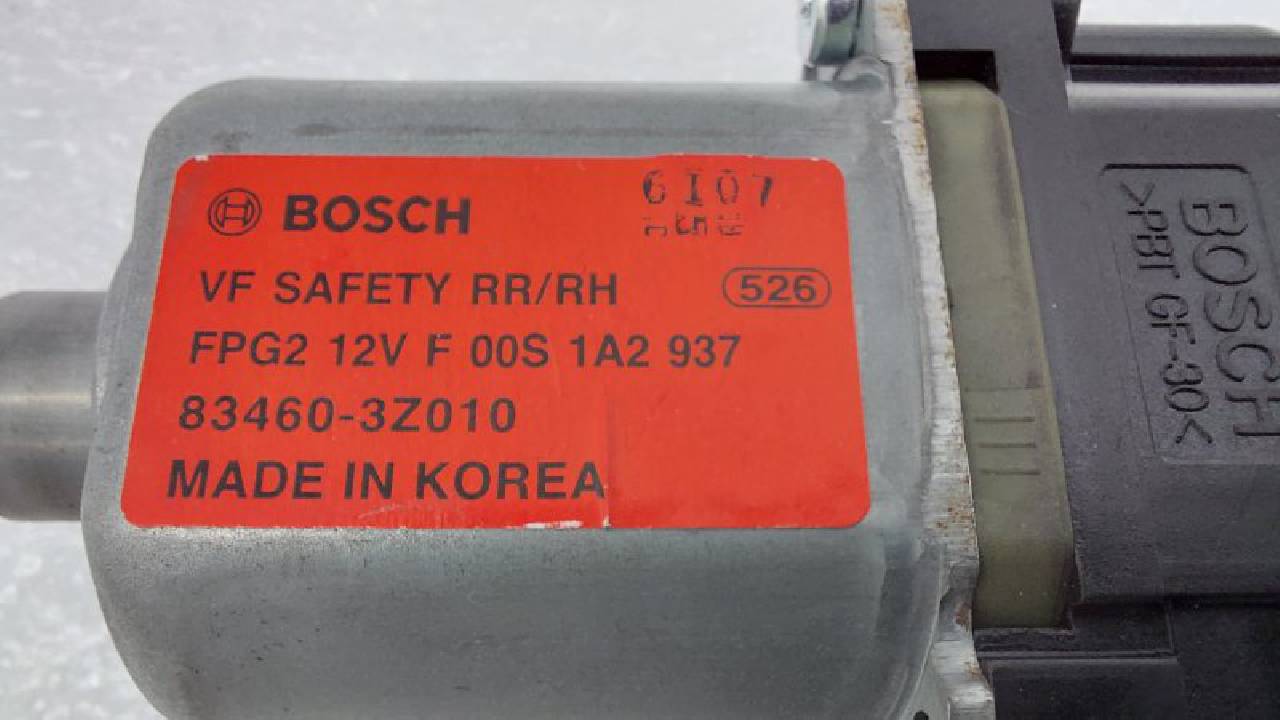 BOSCH
6107
VF SAFETY RR/RH
526
FPG2 12V F 00S 1A2 937
83460-3Z010
MADE IN KOREA
BOSCH
>PBT GF-30<